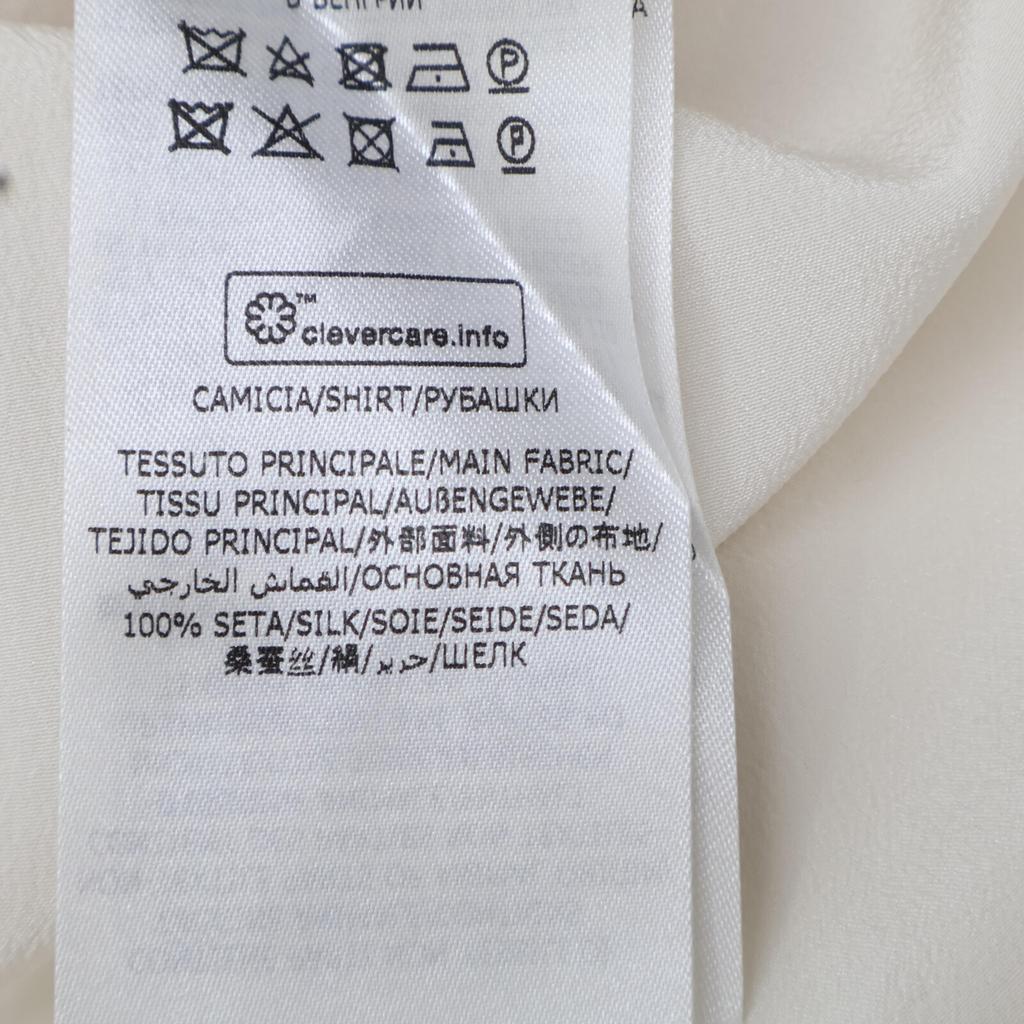 В ВЕНГРИИ
А
™
clevercare.info
CAMICIA/SHIRT/РУБАШКИ
TESSUTO PRINCIPALE/MAIN FABRIC/
TISSU PRINCIPAL/AUßENGEWEBE/
TEJIDO PRINCIPAL/外部面料/外側の布地/
القماش الخارجي/ОСНОВНАЯ ТКАНЬ
100% SETA/SILK/SOIE/SEIDE/SEDA/
桑蚕丝/絹/حرير/ШЕЛК